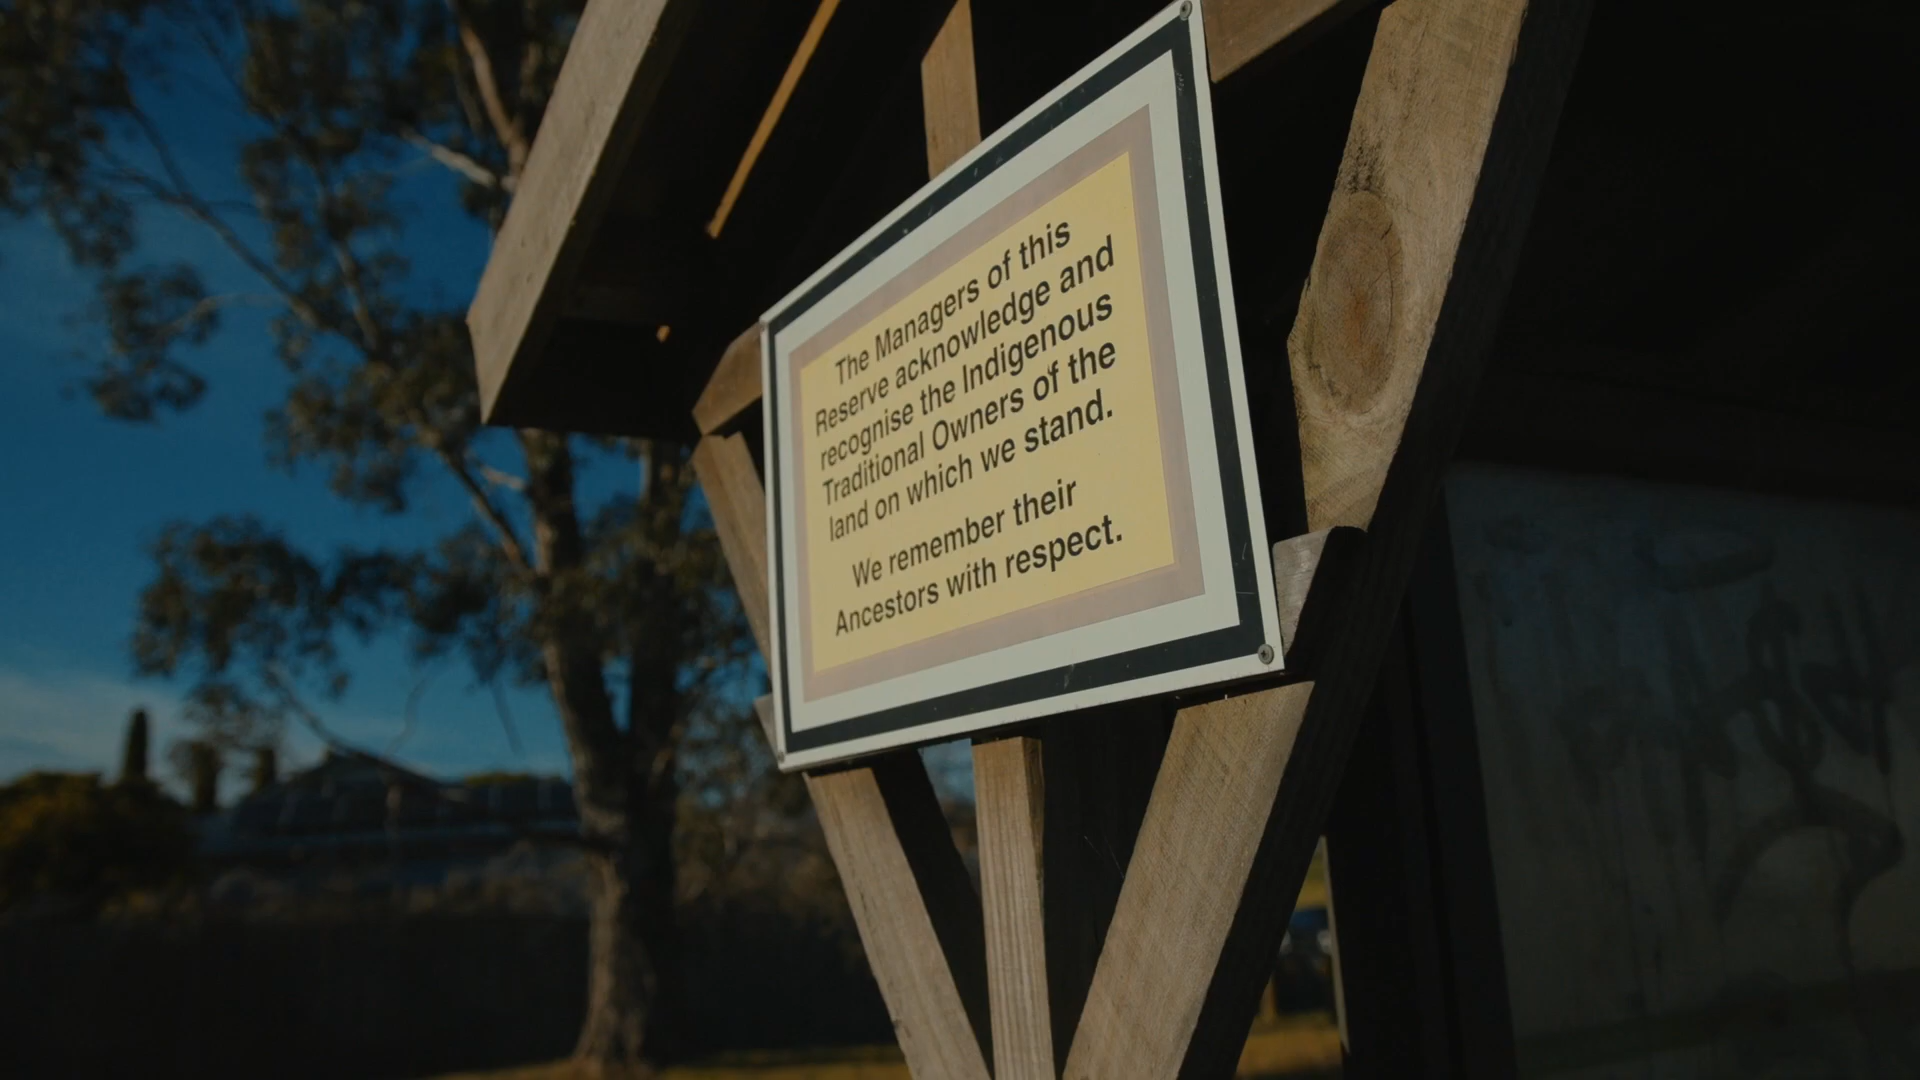 The Managers of this
Reserve acknowledge and
recognise the Indigenous
Traditional Owners of the
land on which we stand.
We remember their
Ancestors with respect.